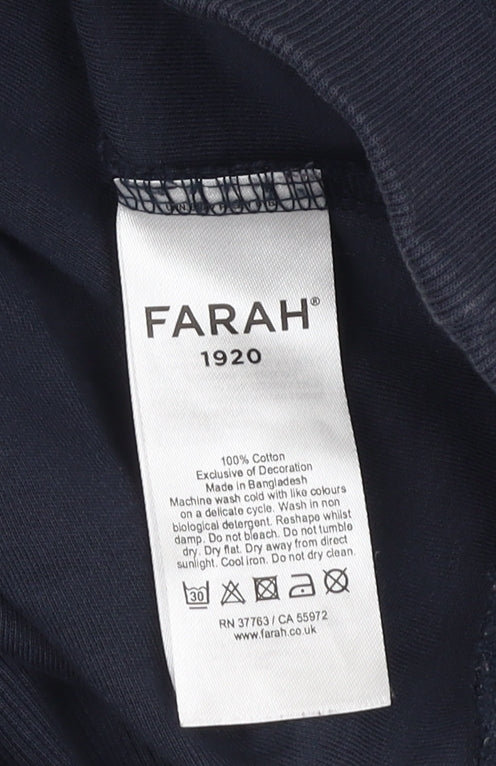 FARAH®
1920
100% Cotton
Exclusive of Decoration
Made in Bangladesh
Machine wash cold with like colours
on a delicate cycle. Wash in non
biological detergent. Reshape whilst
damp. Do not bleach. Do not tumble
dry. Dry flat. Dry away from direct
sunlight. Cool iron. Do not dry clean.
30
RN 37763 / CA 55972
www.farah.co.uk